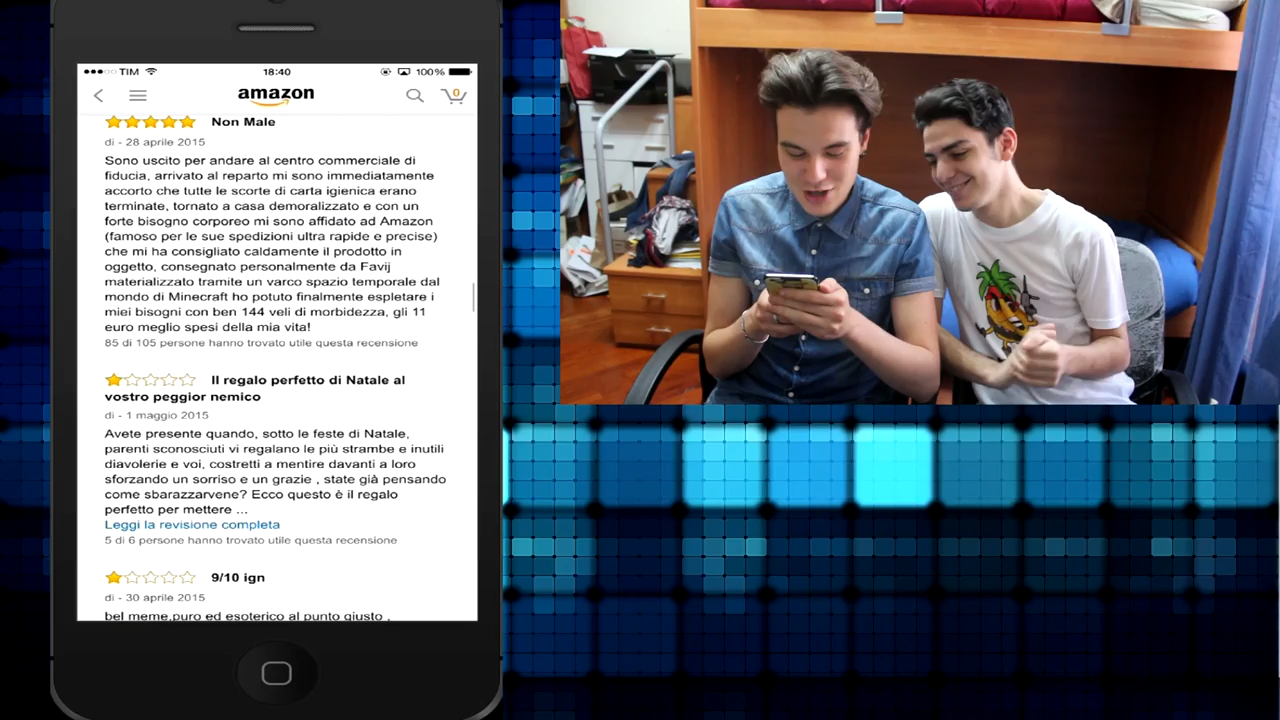 TIM 18:40 100%
amazon 0
Non Male
di - 28 aprile 2015
Sono uscito per andare al centro commerciale di
fiducia, arrivato al reparto mi sono immediatamente
accorto che tutte le scorte di carta igienica erano
terminate, tornato a casa demoralizzato e con un
forte bisogno corporeo mi sono affidato ad Amazon
(famoso per le sue spedizioni ultra rapide e precise)
che mi ha consigliato caldamente il prodotto in
oggetto, consegnato personalmente da Favij
materializzato tramite un varco spazio temporale dal
mondo di Minecraft ho potuto finalmente espletare i
miei bisogni con ben 144 veli di morbidezza, gli 11
euro meglio spesi della mia vita!
85 di 105 persone hanno trovato utile questa recensione
Il regalo perfetto di Natale al
vostro peggior nemico
di - 1 maggio 2015
Avete presente quando, sotto le feste di Natale,
parenti sconosciuti vi regalano le più strambe e inutili
diavolerie e voi, costretti a mentire davanti a loro
sforzando un sorriso e un grazie , state già pensando
come sbarazzarvene? Ecco questo è il regalo
perfetto per mettere ...
Leggi la revisione completa
5 di 6 persone hanno trovato utile questa recensione
9/10 ign
di - 30 aprile 2015
bel meme,puro ed esoterico al punto giusto ,